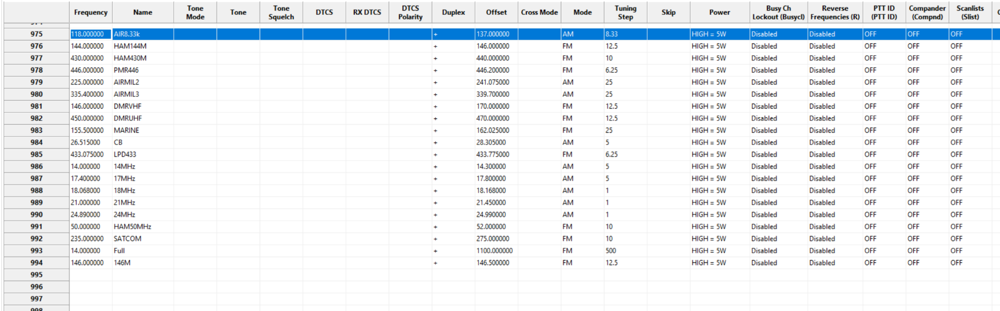 Frequency Name Tone Mode Tone Tone Squelch DTCS RX DTCS DTCS Polarity Duplex Offset Cross Mode Mode Tuning Step Skip Power Busy Ch Lockout (Busycl) Reverse Frequencies (R) PTT ID (PTT ID) Compander (Compnd) Scanlists (Slist)
975 118.000000 AIR8.33k + 137.000000 AM 8.33 HIGH = 5W Disabled Disabled OFF OFF OFF
976 144.000000 HAM144M + 146.000000 FM 12.5 HIGH = 5W Disabled Disabled OFF OFF OFF
977 430.000000 HAM430M + 440.000000 FM 10 HIGH = 5W Disabled Disabled OFF OFF OFF
978 446.000000 PMR446 + 446.200000 FM 6.25 HIGH = 5W Disabled Disabled OFF OFF OFF
979 225.000000 AIRMIL2 + 241.075000 AM 25 HIGH = 5W Disabled Disabled OFF OFF OFF
980 335.400000 AIRMIL3 + 339.700000 AM 25 HIGH = 5W Disabled Disabled OFF OFF OFF
981 146.000000 DMRVHF + 170.000000 FM 12.5 HIGH = 5W Disabled Disabled OFF OFF OFF
982 450.000000 DMRUHF + 470.000000 FM 12.5 HIGH = 5W Disabled Disabled OFF OFF OFF
983 155.500000 MARINE + 162.025000 FM 25 HIGH = 5W Disabled Disabled OFF OFF OFF
984 26.515000 CB + 28.305000 AM 5 HIGH = 5W Disabled Disabled OFF OFF OFF
985 433.075000 LPD433 + 433.775000 FM 6.25 HIGH = 5W Disabled Disabled OFF OFF OFF
986 14.000000 14MHz + 14.300000 AM 5 HIGH = 5W Disabled Disabled OFF OFF OFF
987 17.400000 17MHz + 17.800000 AM 5 HIGH = 5W Disabled Disabled OFF OFF OFF
988 18.068000 18MHz + 18.168000 AM 1 HIGH = 5W Disabled Disabled OFF OFF OFF
989 21.000000 21MHz + 21.450000 AM 1 HIGH = 5W Disabled Disabled OFF OFF OFF
990 24.890000 24MHz + 24.990000 AM 1 HIGH = 5W Disabled Disabled OFF OFF OFF
991 50.000000 HAM50MHz + 52.000000 FM 10 HIGH = 5W Disabled Disabled OFF OFF OFF
992 235.000000 SATCOM + 275.000000 FM 10 HIGH = 5W Disabled Disabled OFF OFF OFF
993 14.000000 Full + 1100.000000 FM 500 HIGH = 5W Disabled Disabled OFF OFF OFF
994 146.000000 146M + 146.500000 FM 12.5 HIGH = 5W Disabled Disabled OFF OFF OFF
995
996
997
998